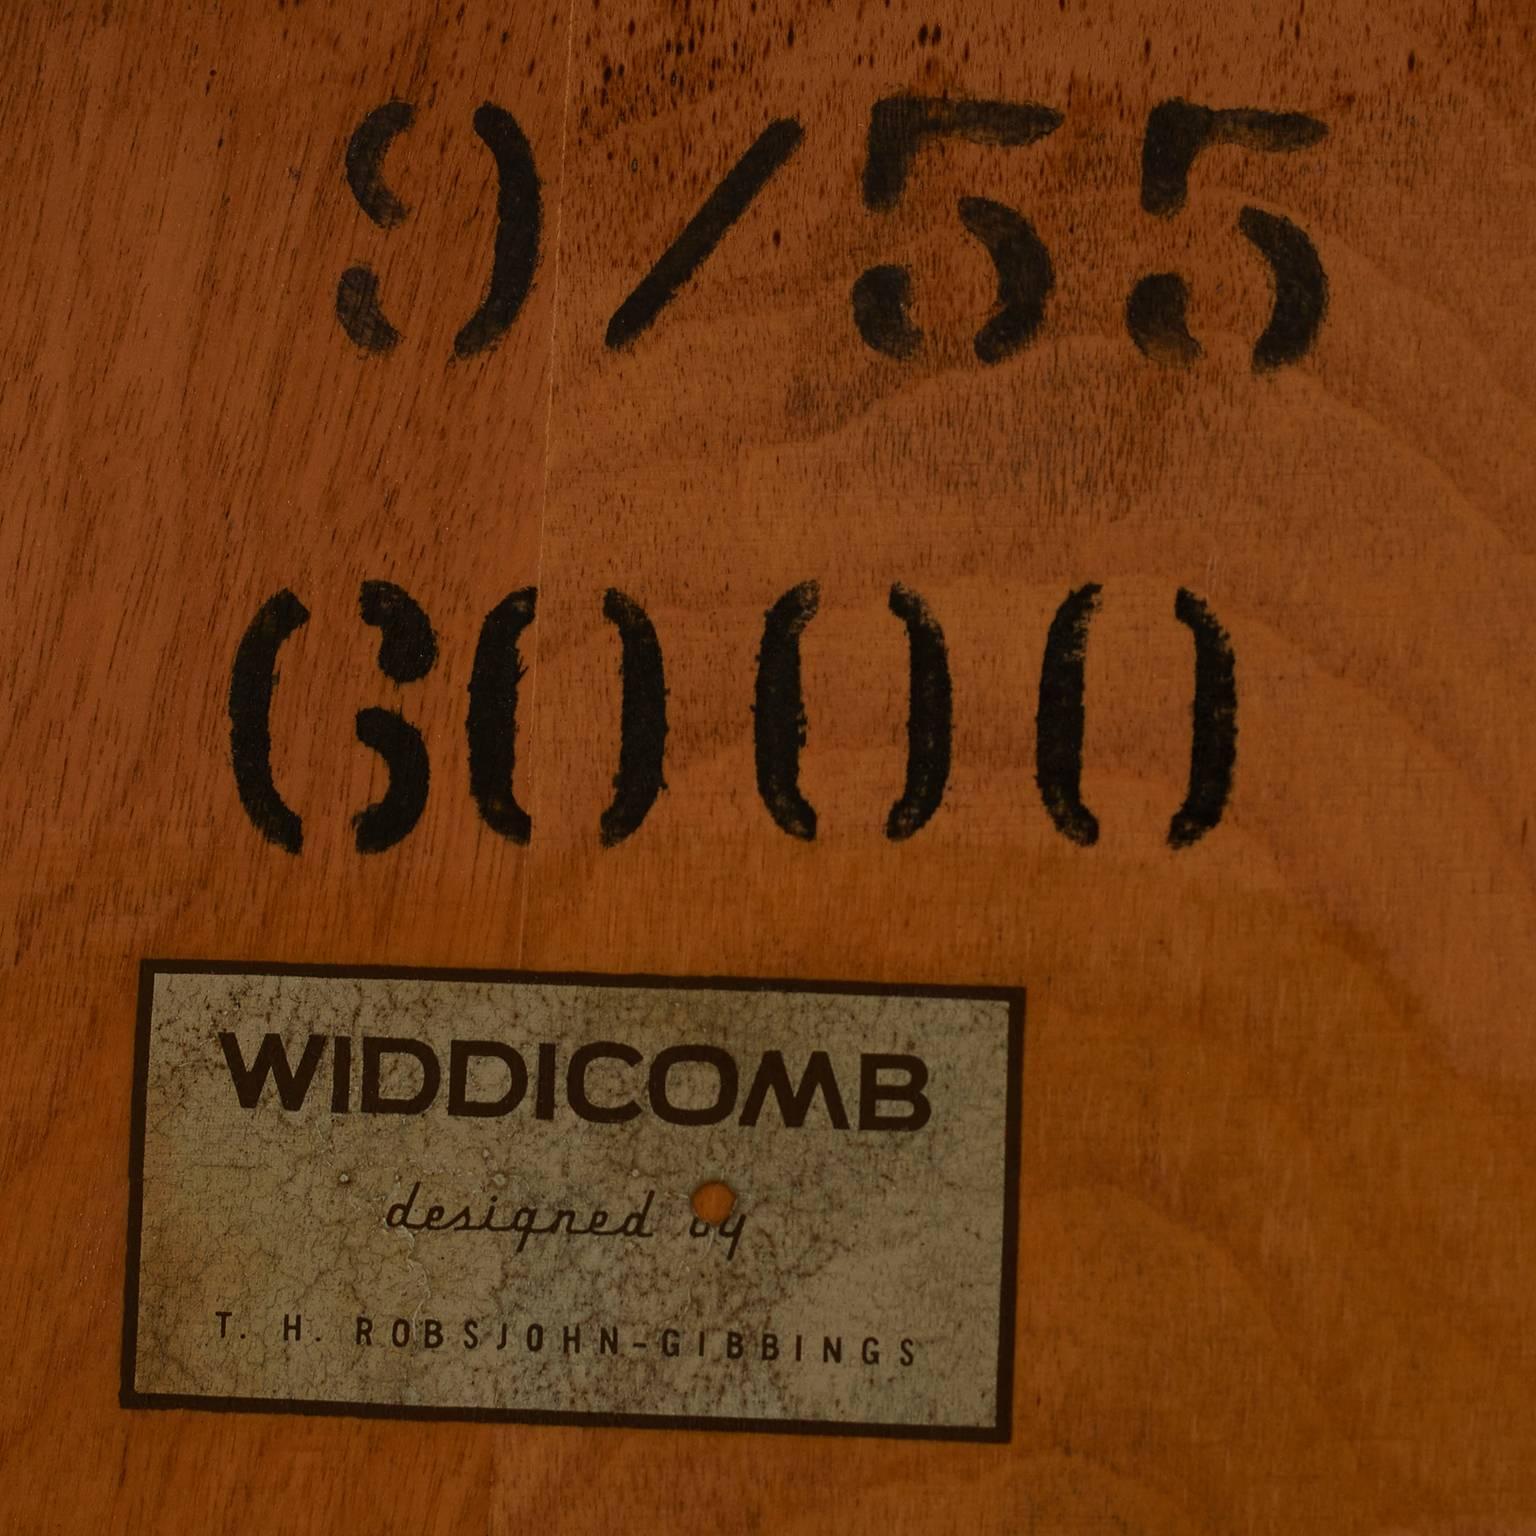 9/55
6000
WIDDICOMB
designed by
T. H. ROBSJOHN-GIBBINGS